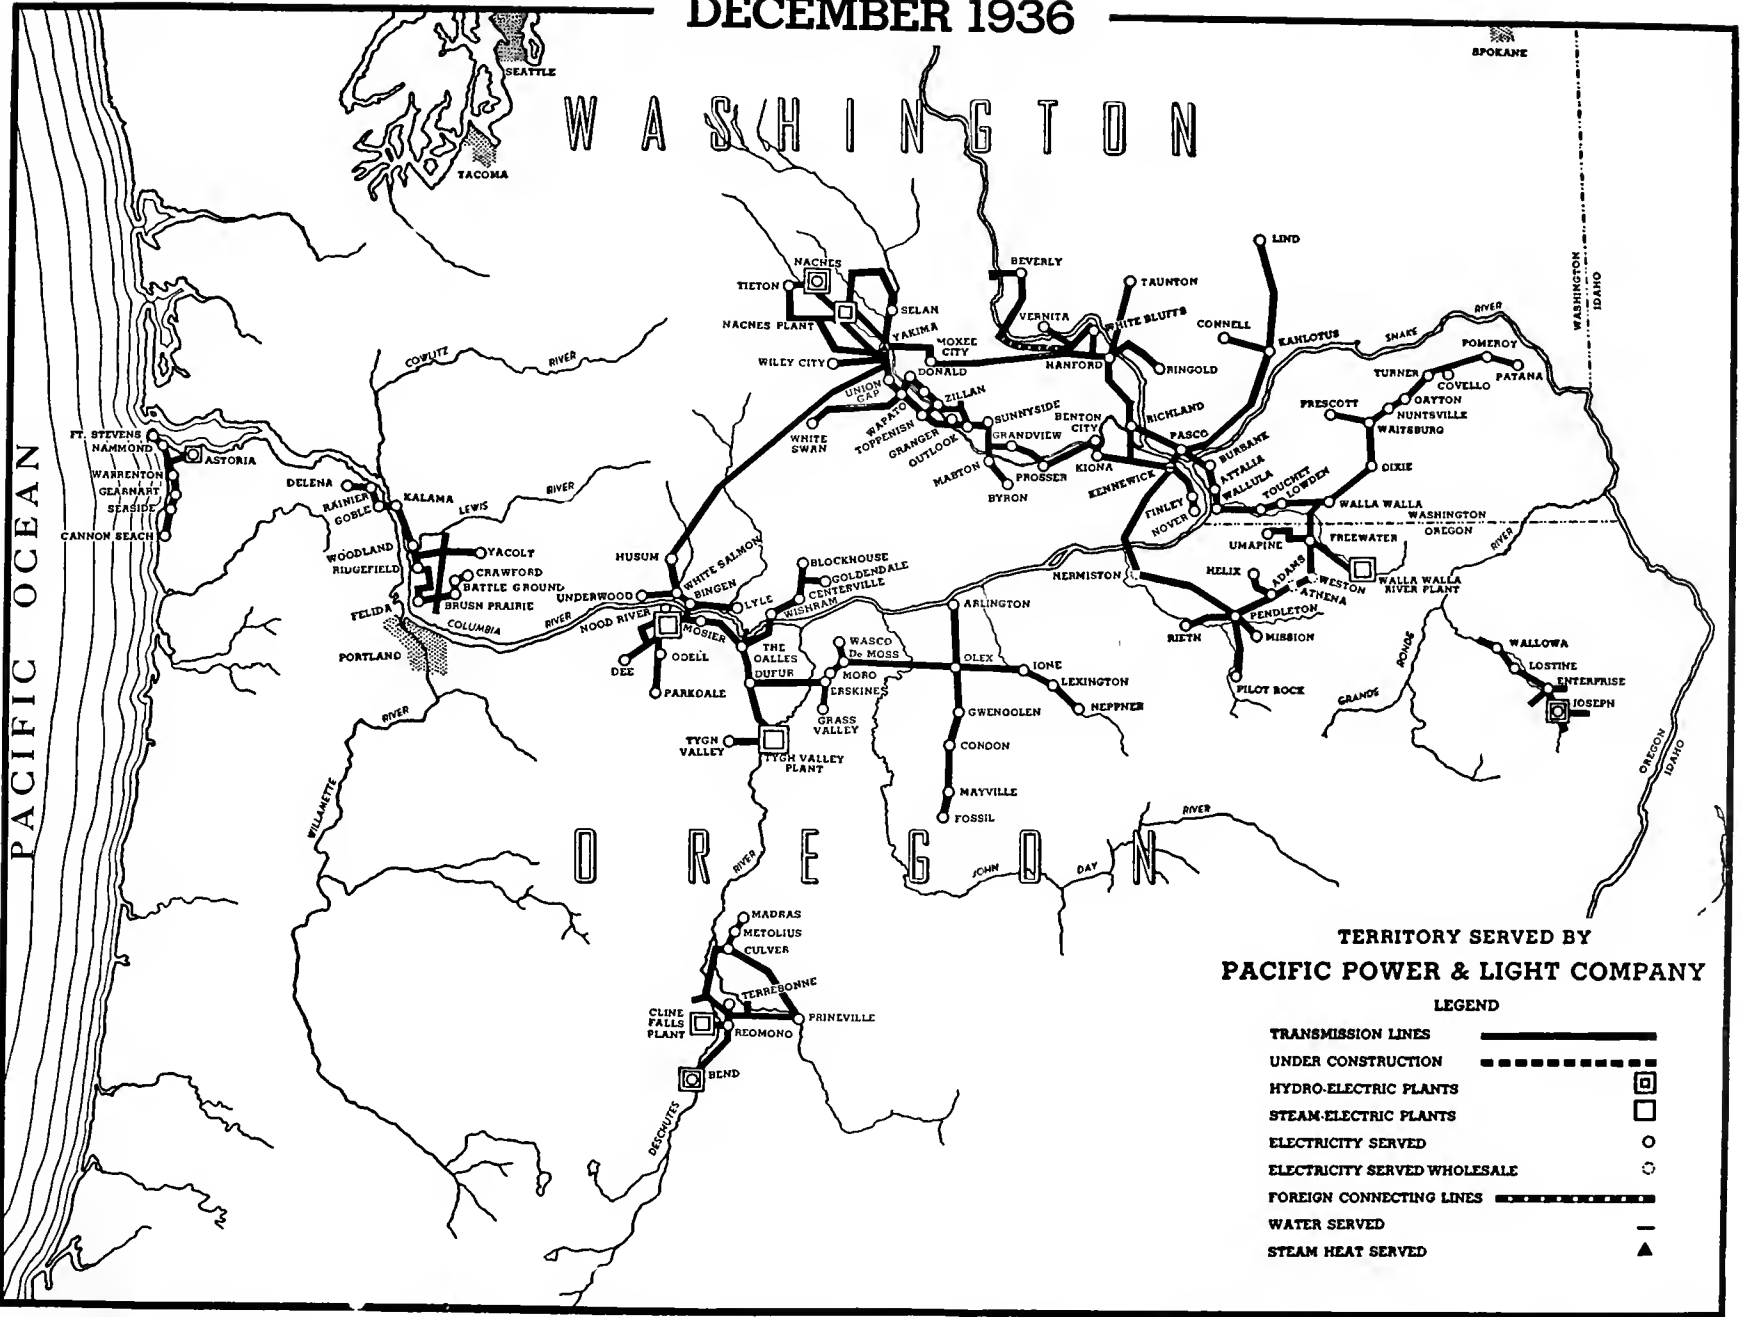 DECEMBER 1936
SPOKANE
SEATTLE
WASHINGTON
TACOMA
LIND
NACHES
BEVERLY
TIETON
TAUNTON
WASHINGTON
IDAHO
SELAH
VERNITA
WHITE BLUFFS
SNAKE RIVER
NACHES PLANT
YAKIMA
CONNELL
MOXEE
CITY
KAHLOTUS
POMEROY
COWLITZ RIVER
WILEY CITY
DONALD
HANFORD
RINGOLD
TURNER
PATAHA
COVELLO
UNION
GAP
ZILLAH
DAYTON
PRESCOTT
HUNTSVILLE
WAPATO
SUNNYSIDE
BENTON
CITY
RICHLAND
WAITSBURG
TOPPENISH
WHITE
SWAN
GRANGER
GRANDVIEW
PASCO
FT. STEVENS
HAMMOND
OUTLOOK
BURBANK
ASTORIA
ATTALIA
WARRENTON
MABTON
PROSSER
KIONA
WALLULA
DIXIE
GEARHART
DELENA
BYRON
KENNEWICK
TOUCHET
LOWDEN
SEASIDE
RAINIER
KALAMA
GOBLE
LEWIS RIVER
FINLEY
HOVER
WALLA WALLA
CANNON BEACH
WASHINGTON
OREGON
PACIFIC OCEAN
WOODLAND
YACOLT
HUSUM
WHITE SALMON
UMAPINE
FREEWATER
RIVER
RIDGEFIELD
CRAWFORD
BLOCKHOUSE
BATTLE GROUND
GOLDENDALE
HERMISTON
HELIX
ADAMS
WALLA WALLA
RIVER PLANT
BRUSH PRAIRIE
UNDERWOOD
BINGEN
CENTERVILLE
WESTON
ATHENA
FELIDA
LYLE
WISHRAM
ARLINGTON
COLUMBIA RIVER
HOOD RIVER
PENDLETON
MOSIER
RIETH
MISSION
PORTLAND
WASCO
WALLOWA
ODELL
THE
DALLES
De MOSS
OLEX
IONE
DEE
DUFUR
MORO
LOSTINE
PARKDALE
ERSKINES
LEXINGTON
PILOT ROCK
GRANDE RONDE
ENTERPRISE
WILLAMETTE RIVER
GRASS
VALLEY
GWENDOLEN
HEPPNER
JOSEPH
TYGH
VALLEY
CONDON
TYGH VALLEY
PLANT
OREGON
IDAHO
MAYVILLE
FOSSIL
RIVER
OREGON
RIVER
JOHN DAY
MADRAS
METOLIUS
CULVER
TERREBONNE
CLINE
FALLS
PLANT
PRINEVILLE
REDMOND
BEND
DESCHUTES
TERRITORY SERVED BY
PACIFIC POWER & LIGHT COMPANY
LEGEND
TRANSMISSION LINES
UNDER CONSTRUCTION
HYDRO-ELECTRIC PLANTS
STEAM-ELECTRIC PLANTS
ELECTRICITY SERVED
ELECTRICITY SERVED WHOLESALE
FOREIGN CONNECTING LINES
WATER SERVED
STEAM HEAT SERVED